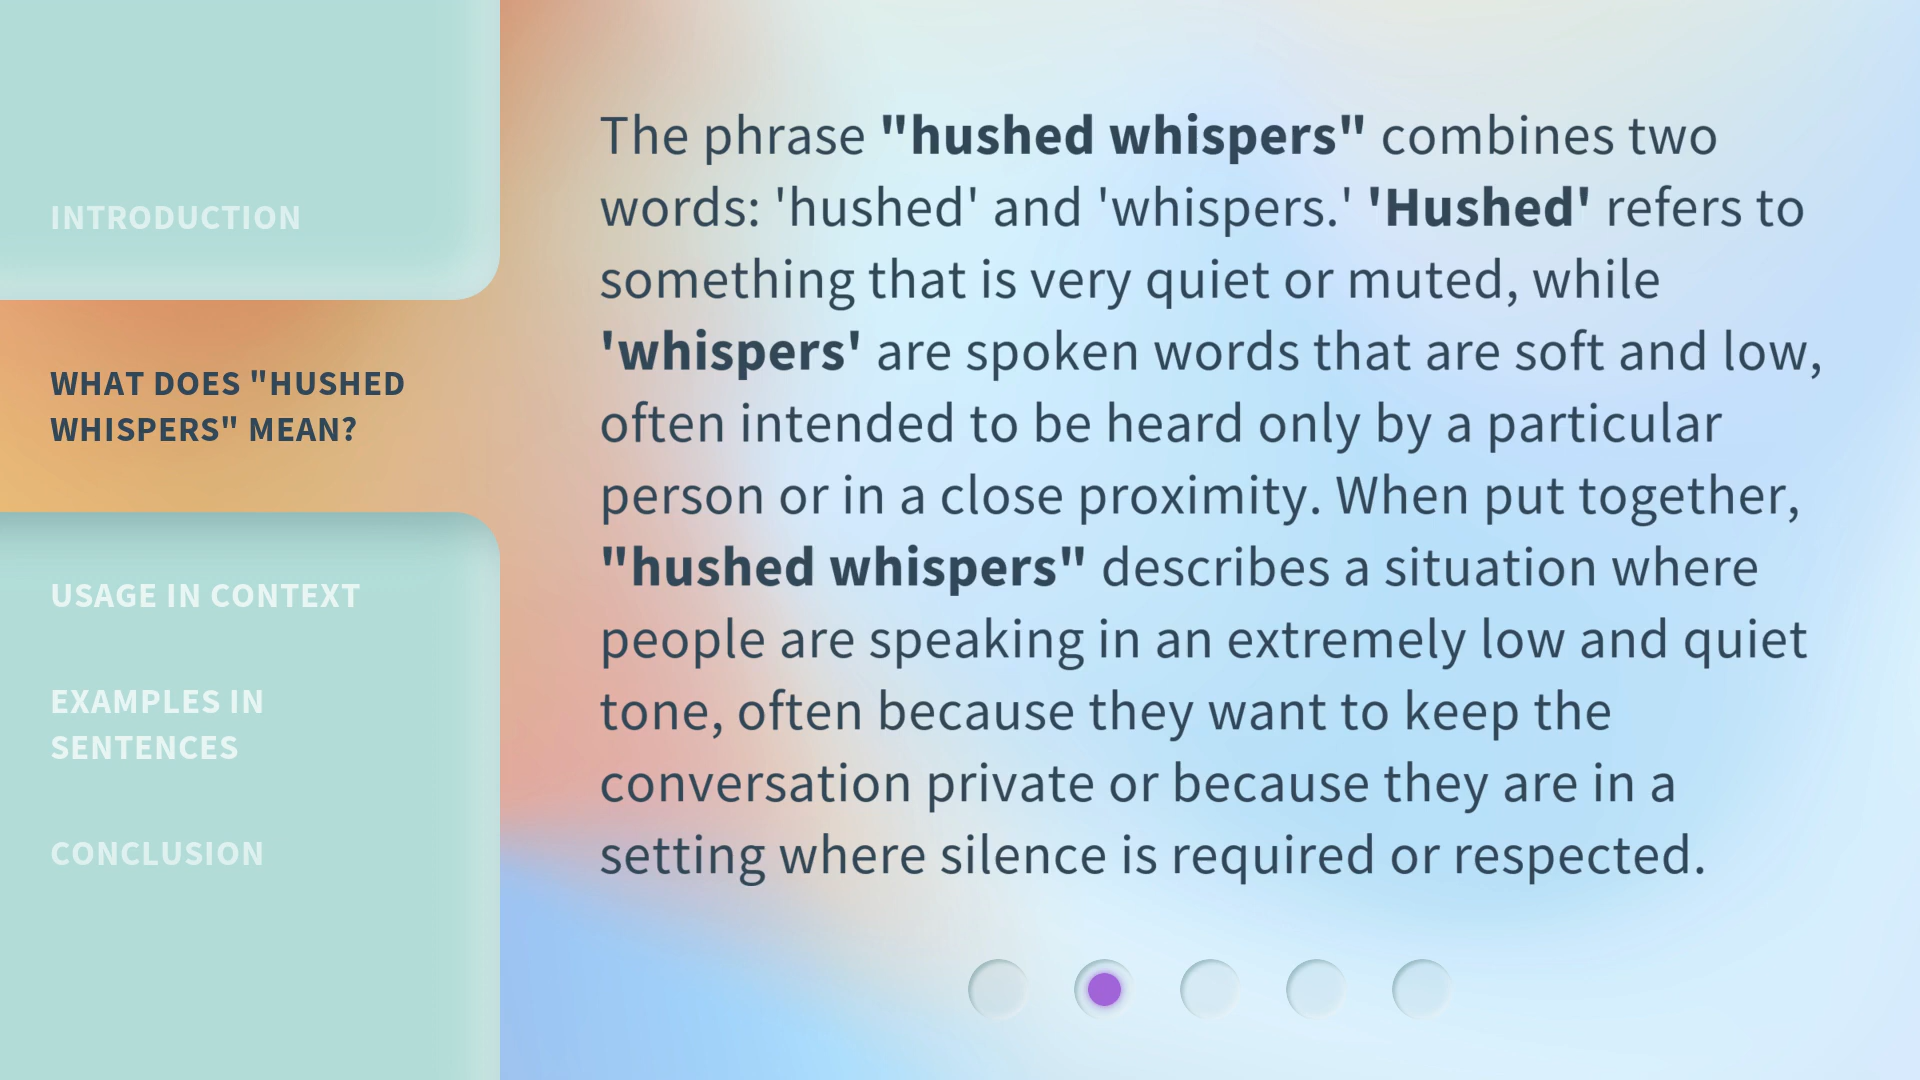 INTRODUCTION
WHAT DOES "HUSHED
WHISPERS" MEAN?
USAGE IN CONTEXT
EXAMPLES IN
SENTENCES
CONCLUSION
The phrase "hushed whispers" combines two
words: 'hushed' and 'whispers.' 'Hushed' refers to
something that is very quiet or muted, while
'whispers' are spoken words that are soft and low,
often intended to be heard only by a particular
person or in a close proximity. When put together,
"hushed whispers" describes a situation where
people are speaking in an extremely low and quiet
tone, often because they want to keep the
conversation private or because they are in a
setting where silence is required or respected.